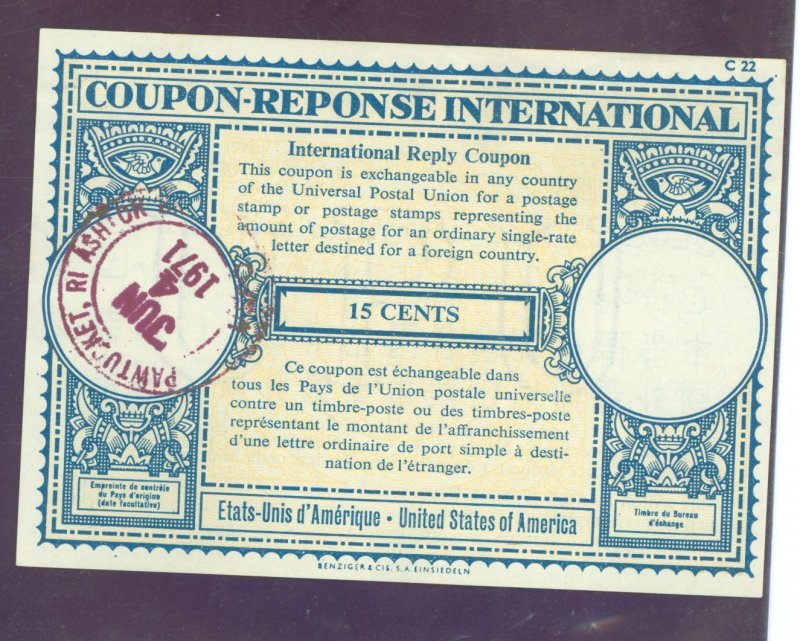 C 22
COUPON-REPONSE INTERNATIONAL
International Reply Coupon
This coupon is exchangeable in any country
of the Universal Postal Union for a postage
stamp or postage stamps representing the
amount of postage for an ordinary single-rate
letter destined for a foreign country.
PAWTUCKET, RI ASHTON
JUN
4
1971
15 CENTS
Ce coupon est échangeable dans
tous les Pays de l'Union postale universelle
contre un timbre-poste ou des timbres-poste
représentant le montant de l'affranchissement
d'une lettre ordinaire de port simple à desti-
nation de l'étranger.
Empreinte de contrôle
du Pays d'origine
(date facultative)
Etats-Unis d'Amérique • United States of America
Timbre du Bureau
d'échange
BENZIGER & CIE. S.A. EINSIEDELN